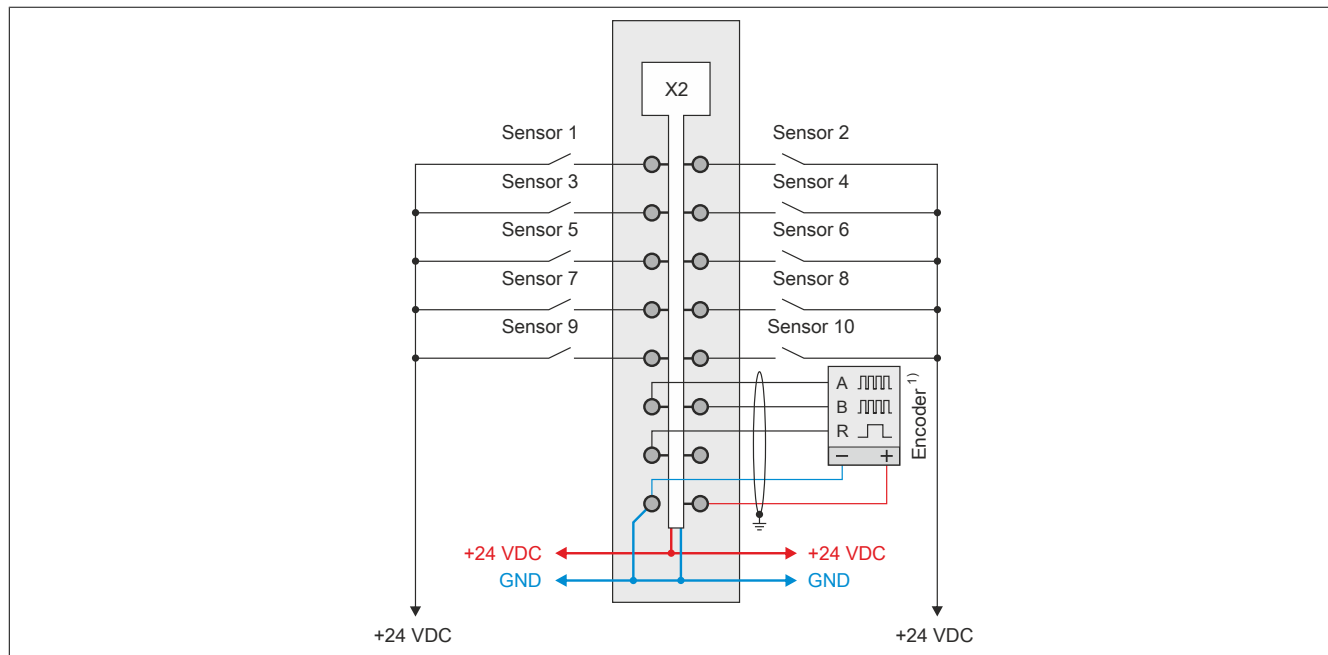 X2
Sensor 1
Sensor 2
Sensor 3
Sensor 4
Sensor 5
Sensor 6
Sensor 7
Sensor 8
Sensor 9
Sensor 10
A
B
R
− +
Encoder 1)
+24 VDC
+24 VDC
GND
GND
+24 VDC
+24 VDC